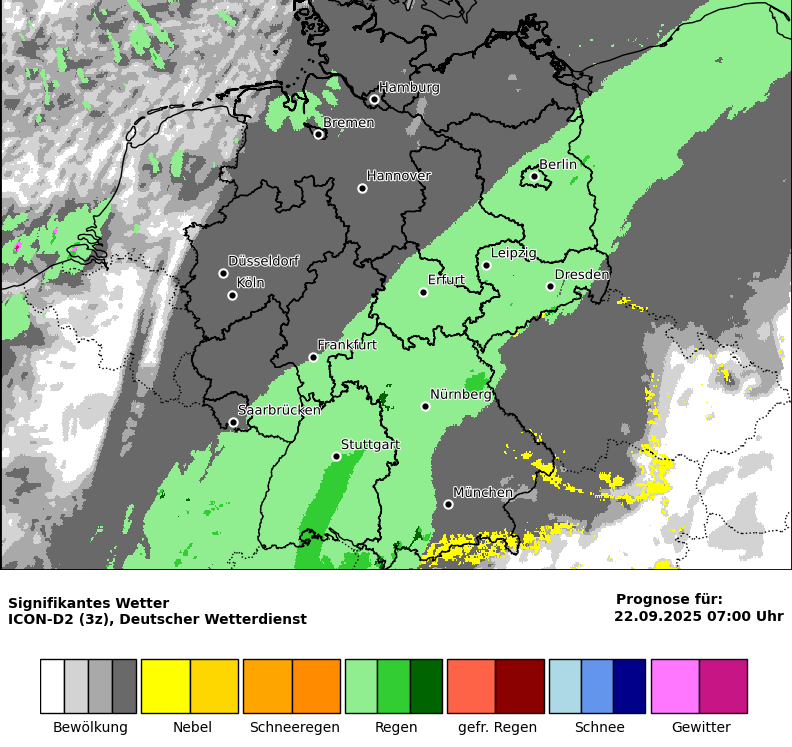 Hamburg
Bremen
Hannover
Berlin
Düsseldorf
Köln
Leipzig
Erfurt
Dresden
Frankfurt
Saarbrücken
Nürnberg
Stuttgart
München
Signifikantes Wetter
ICON-D2 (3z), Deutscher Wetterdienst
Prognose für:
22.09.2025 07:00 Uhr
Bewölkung
Nebel
Schneeregen
Regen
gefr. Regen
Schnee
Gewitter